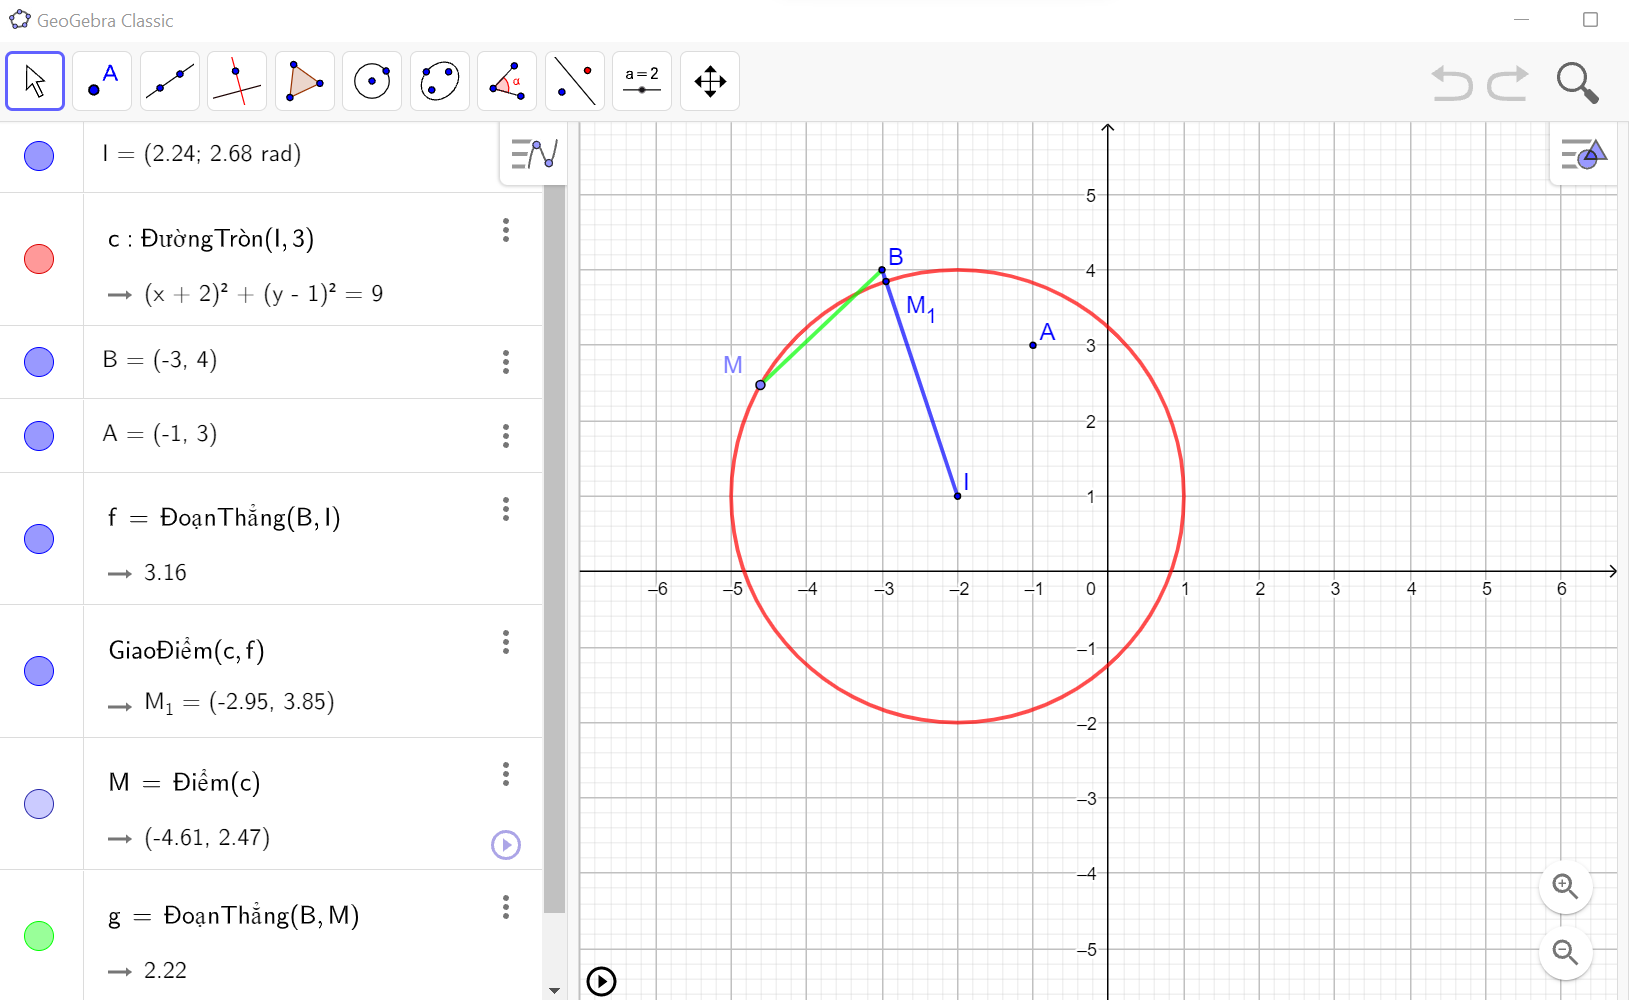 GeoGebra Classic
A
α
a = 2
I = (2.24; 2.68 rad)
c : ĐườngTròn(I, 3)
→ (x + 2)² + (y - 1)² = 9
B = (-3, 4)
A = (-1, 3)
f = ĐoạnThẳng(B, I)
→ 3.16
GiaoĐiểm(c, f)
→ M₁ = (-2.95, 3.85)
M = Điểm(c)
→ (-4.61, 2.47)
g = ĐoạnThẳng(B, M)
→ 2.22
5
B
4
M₁
A
3
M
2
I
1
–6 –5 –4 –3 –2 –1 0 1 2 3 4 5 6
–1
–2
–3
–4
–5